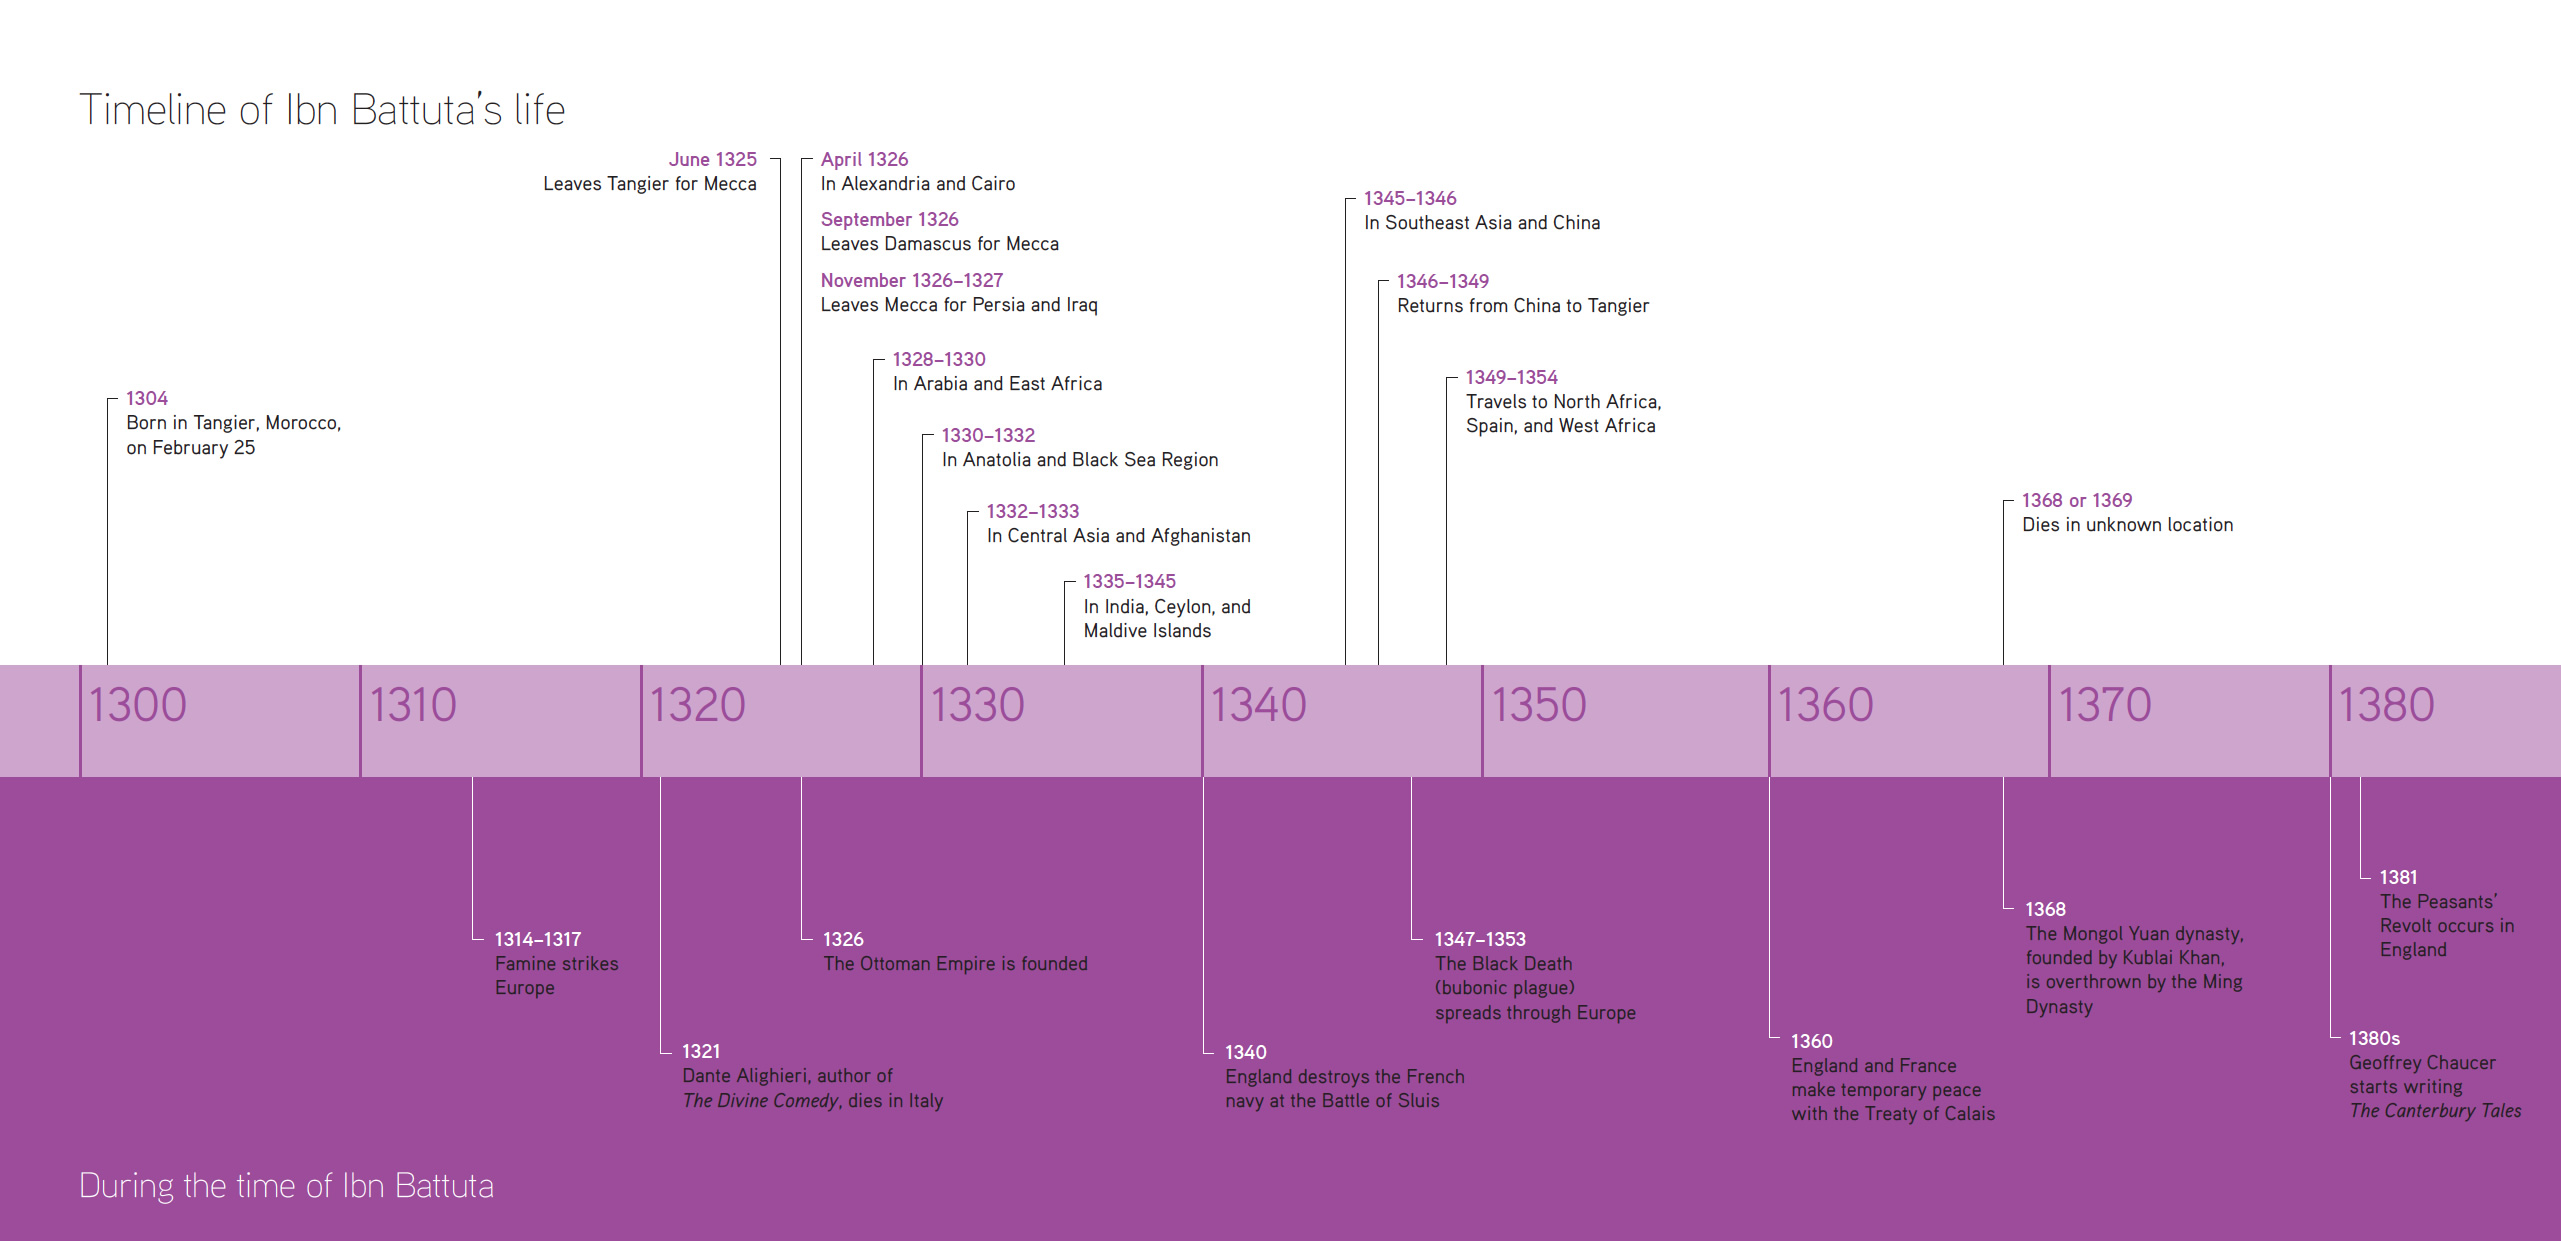 Timeline of Ibn Battuta's life
June 1325
Leaves Tangier for Mecca
April 1326
In Alexandria and Cairo
September 1326
Leaves Damascus for Mecca
November 1326–1327
Leaves Mecca for Persia and Iraq
1345–1346
In Southeast Asia and China
1346–1349
Returns from China to Tangier
1328–1330
In Arabia and East Africa
1349–1354
Travels to North Africa,
Spain, and West Africa
1304
Born in Tangier, Morocco,
on February 25
1330–1332
In Anatolia and Black Sea Region
1332–1333
In Central Asia and Afghanistan
1368 or 1369
Dies in unknown location
1335–1345
In India, Ceylon, and
Maldive Islands
1300
1310
1320
1330
1340
1350
1360
1370
1380
1314–1317
Famine strikes
Europe
1321
Dante Alighieri, author of
The Divine Comedy, dies in Italy
1326
The Ottoman Empire is founded
1340
England destroys the French
navy at the Battle of Sluis
1347–1353
The Black Death
(bubonic plague)
spreads through Europe
1360
England and France
make temporary peace
with the Treaty of Calais
1368
The Mongol Yuan dynasty,
founded by Kublai Khan,
is overthrown by the Ming
Dynasty
1381
The Peasants'
Revolt occurs in
England
1380s
Geoffrey Chaucer
starts writing
The Canterbury Tales
During the time of Ibn Battuta